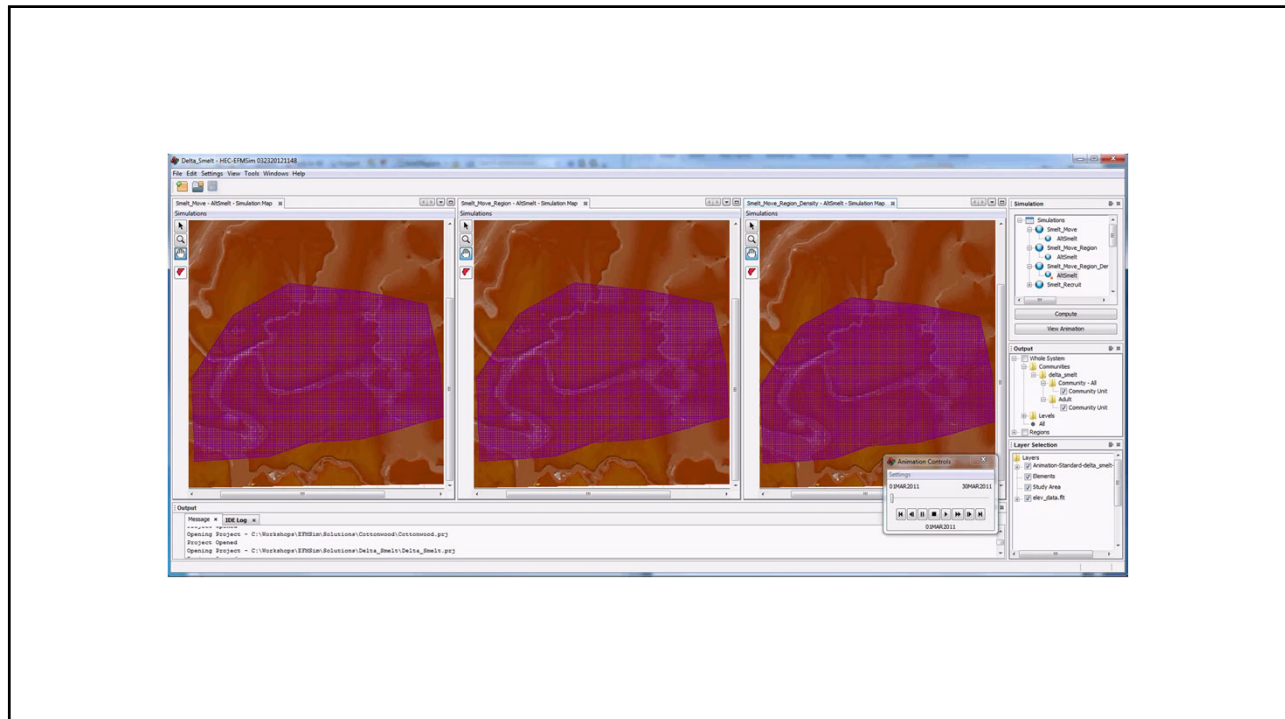 Delta_Smelt - HEC-EFMSim 032320121148
File Edit Settings View Tools Windows Help
Smelt_Move - AltSmelt - Simulation Map
Simulations
Smelt_Move_Region - AltSmelt - Simulation Map
Simulations
Smelt_Move_Region_Density - AltSmelt - Simulation Map
Simulations
Simulation
Simulations
Smelt_Move
AltSmelt
Smelt_Move_Region
AltSmelt
Smelt_Move_Region_Der
AltSmelt
Smelt_Recruit
Compute
View Animation
Output
Whole System
Communities
delta_smelt
Community - All
Community Unit
Adult
Community Unit
Levels
All
Regions
Layer Selection
Layers
Animation-Standard-delta_smelt-
Elements
Study Area
elev_data.flt
Animation Controls
Settings
01MAR2011 30MAR2011
01MAR2011
Output
Message IDE Log
Opening Project - C:\Workshops\EFMSim\Solutions\Cottonwood\Cottonwood.prj
Project Opened
Opening Project - C:\Workshops\EFMSim\Solutions\Delta_Smelt\Delta_Smelt.prj